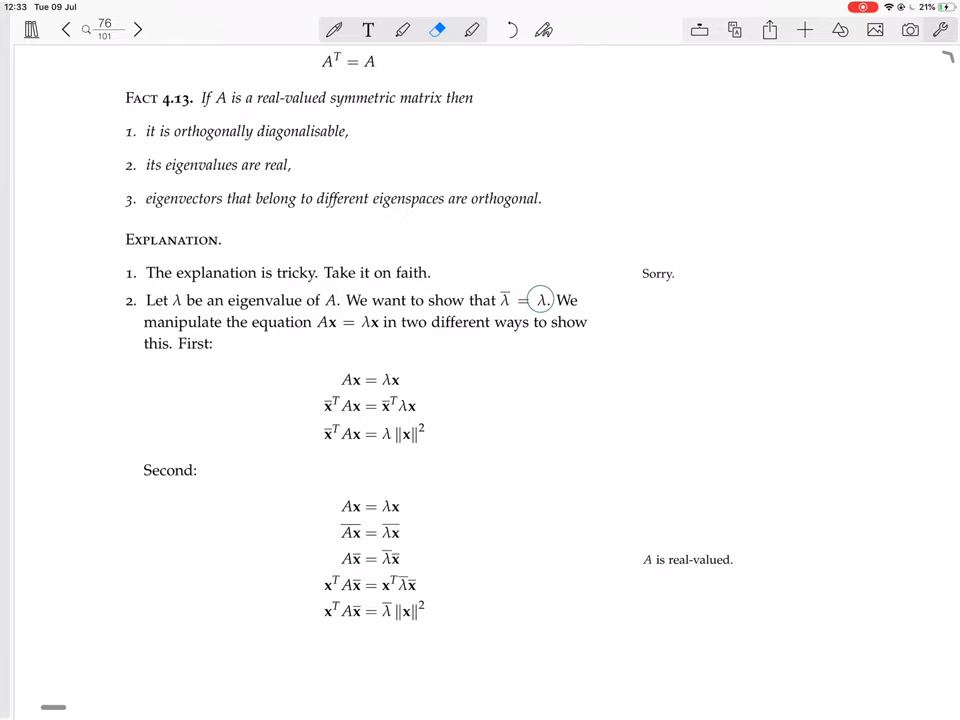 12:33 Tue 09 Jul
21%
76
101
T
A^T = A
FACT 4.13. If A is a real-valued symmetric matrix then
1. it is orthogonally diagonalisable,
2. its eigenvalues are real,
3. eigenvectors that belong to different eigenspaces are orthogonal.
EXPLANATION.
1. The explanation is tricky. Take it on faith.
Sorry.
2. Let λ be an eigenvalue of A. We want to show that λ̅ = λ. We
manipulate the equation Ax = λx in two different ways to show
this. First:
Ax = λx
x̅^T Ax = x̅^T λx
x̅^T Ax = λ ‖x‖²
Second:
Ax = λx
A̅x̅ = λ̅x̅
Ax̅ = λ̅x̅
A is real-valued.
x^T Ax̅ = x^T λ̅x̅
x^T Ax̅ = λ̅ ‖x‖²